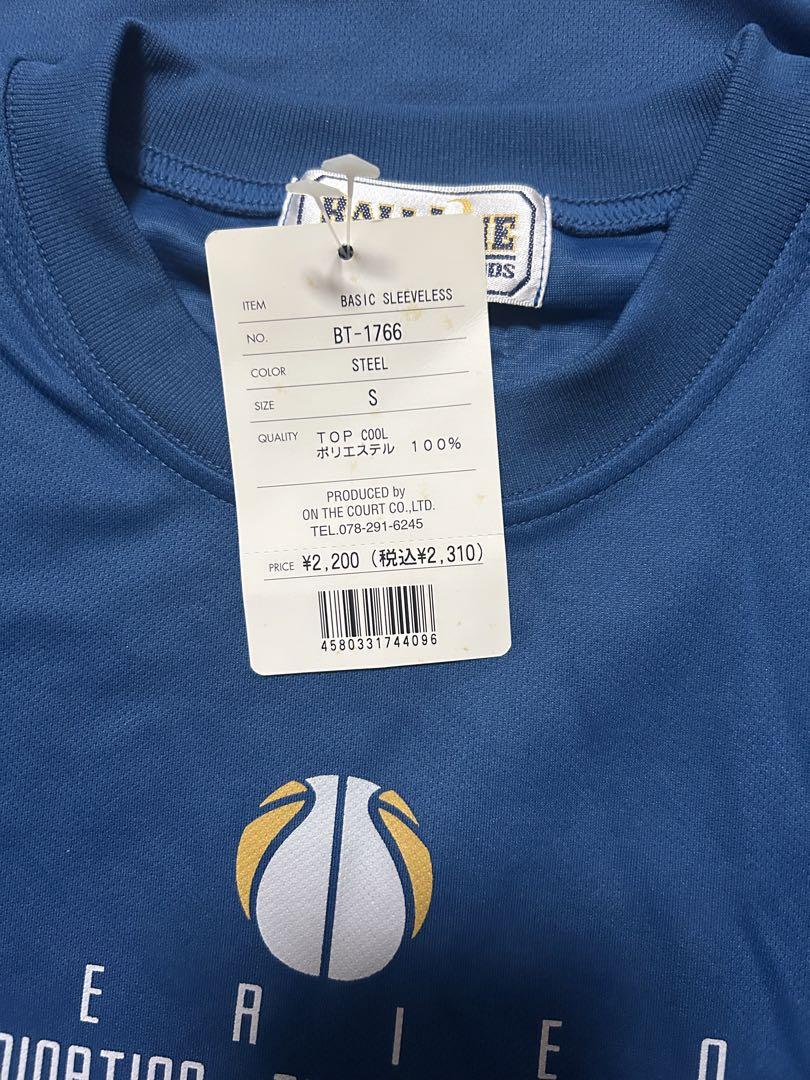 ITEM BASIC SLEEVELESS
NO. BT-1766
COLOR STEEL
SIZE S
QUALITY TOP COOL
ポリエステル 100%
PRODUCED by
ON THE COURT CO.,LTD.
TEL.078-291-6245
PRICE ¥2,200 (税込¥2,310)
4580331744096
E A I E N